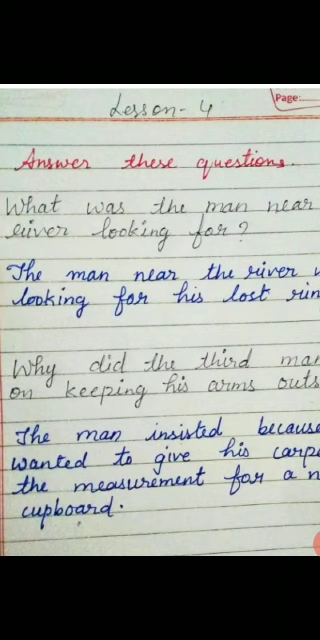 Page:
Lesson-4
Answer these questions.
What was the man near
river looking for?
The man near the river
looking for his lost
Why did the third
on keeping his arms
The man insisted because
wanted to give his
the measurement for a
cupboard.